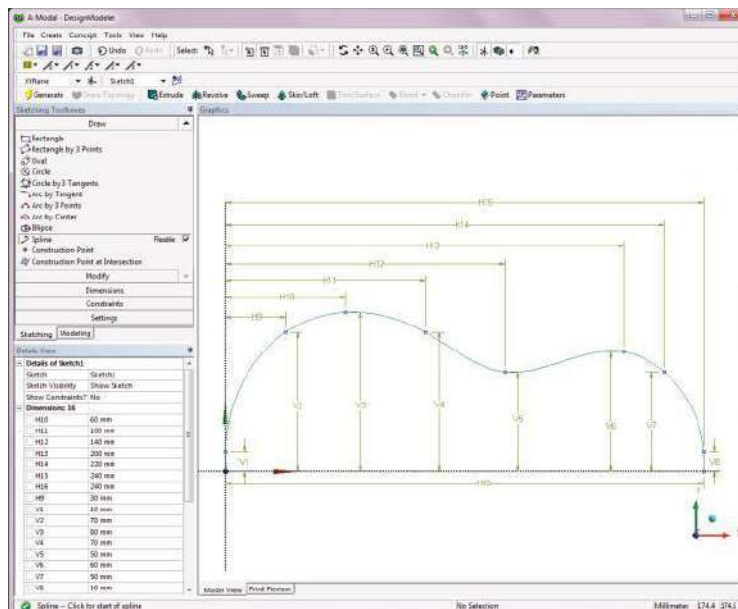 A: Modal - DesignModeler
File Create Concept Tools View Help
Undo Redo Select:
XYPlane Sketch1
Generate Share Topology Extrude Revolve Sweep Skin/Loft Thin/Surface Blend Chamfer Point Parameters
Sketching Toolboxes
Graphics
Draw
Rectangle
Rectangle by 3 Points
Oval
Circle
Circle by 3 Tangents
Arc by Tangent
Arc by 3 Points
Arc by Center
Ellipse
Spline Flexible
Construction Point
Construction Point at Intersection
Modify
Dimensions
Constraints
Settings
Sketching Modeling
Details View
Details of Sketch1
Sketch Sketch1
Sketch Visibility Show Sketch
Show Constraints? No
Dimensions: 16
H10 60 mm
H11 100 mm
H12 140 mm
H13 200 mm
H14 220 mm
H15 240 mm
H16 240 mm
H9 30 mm
V1 10 mm
V2 70 mm
V3 80 mm
V4 70 mm
V5 50 mm
V6 60 mm
V7 50 mm
V8 10 mm
H14
H12
H11
H10
H9
V1
V2
V3
V4
V5
V6
V7
V8
Model View Print Preview
Spline -- Click for start of spline
No Selection
Millimeter 174.4